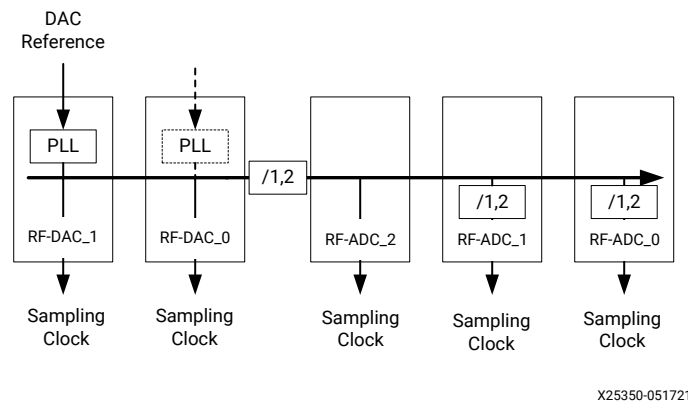 DAC
Reference
PLL
PLL
/1,2
/1,2
/1,2
RF-DAC_1
RF-DAC_0
RF-ADC_2
RF-ADC_1
RF-ADC_0
Sampling
Clock
Sampling
Clock
Sampling
Clock
Sampling
Clock
Sampling
Clock
X25350-051721